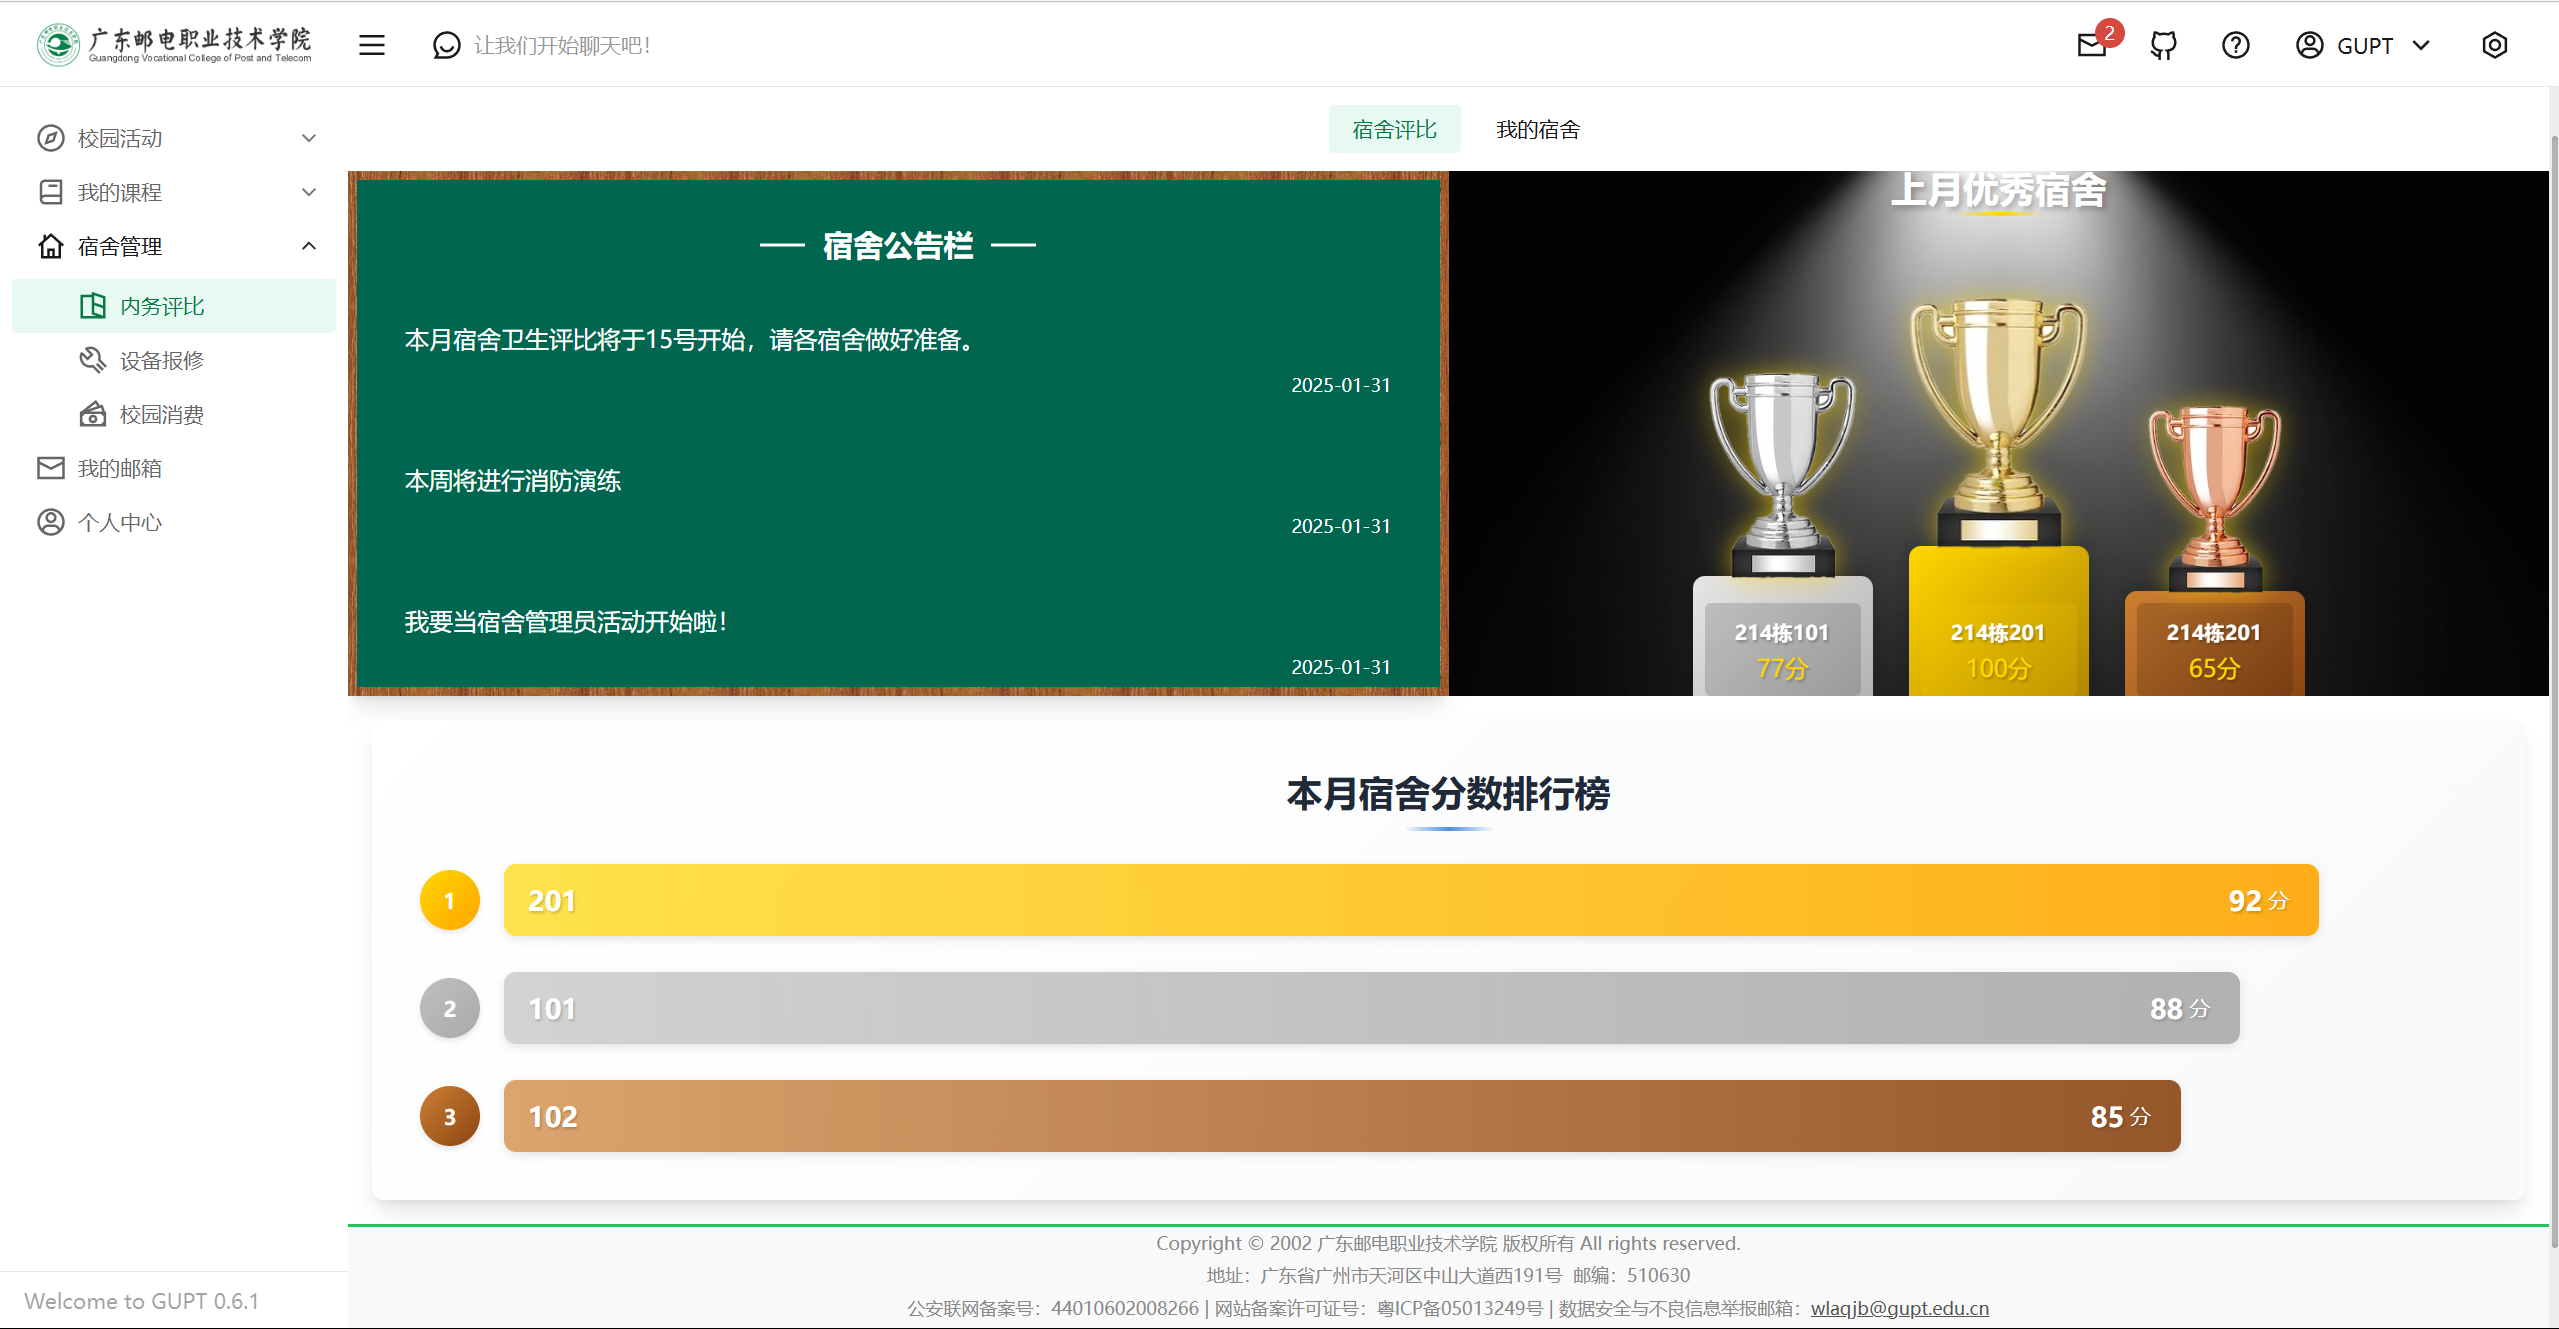 广东邮电职业技术学院
Guangdong Vocational College of Post and Telecom
让我们开始聊天吧！
2
GUPT
校园活动
我的课程
宿舍管理
内务评比
设备报修
校园消费
我的邮箱
个人中心
Welcome to GUPT 0.6.1
宿舍评比
我的宿舍
宿舍公告栏
本月宿舍卫生评比将于15号开始，请各宿舍做好准备。
2025-01-31
本周将进行消防演练
2025-01-31
我要当宿舍管理员活动开始啦！
2025-01-31
上月优秀宿舍
214栋101
77分
214栋201
100分
214栋201
65分
本月宿舍分数排行榜
1 201 92 分
2 101 88 分
3 102 85 分
Copyright © 2002 广东邮电职业技术学院 版权所有 All rights reserved.
地址：广东省广州市天河区中山大道西191号 邮编：510630
公安联网备案号：44010602008266 | 网站备案许可证号：粤ICP备05013249号 | 数据安全与不良信息举报邮箱：wlaqjb@gupt.edu.cn